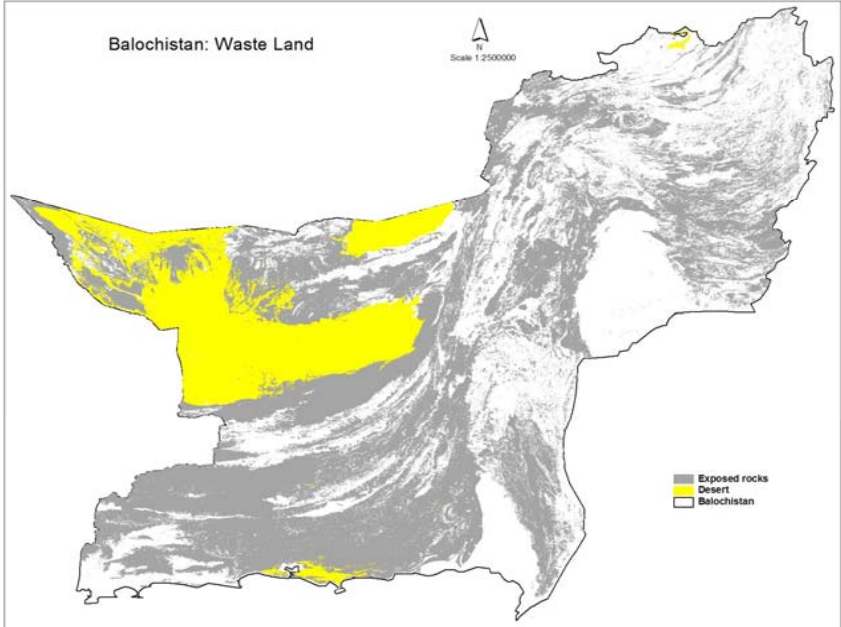 Balochistan: Waste Land
N
Scale 1:2500000
Exposed rocks
Desert
Balochistan